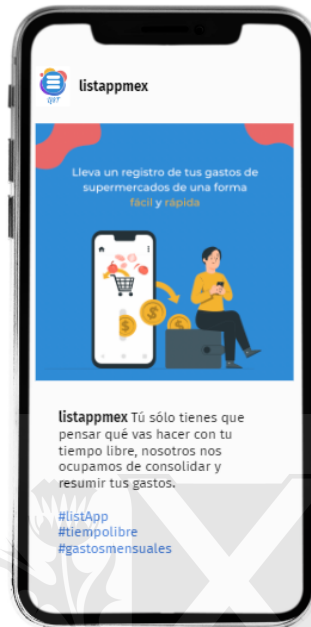 listappmex
Lleva un registro de tus gastos de
supermercados de una forma
fácil y rápida
listappmex Tú sólo tienes que
pensar qué vas hacer con tu
tiempo libre, nosotros nos
ocupamos de consolidar y
resumir tus gastos.
#listApp
#tiempolibre
#gastosmensuales